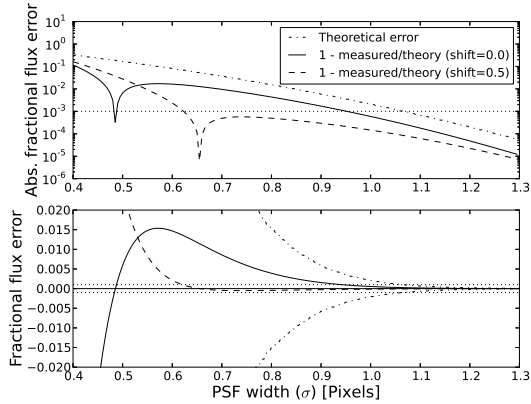 10^1
10^0
10^-1
10^-2
10^-3
10^-4
10^-5
10^-6
Abs. fractional flux error
Theoretical error
1 - measured/theory (shift=0.0)
1 - measured/theory (shift=0.5)
0.4 0.5 0.6 0.7 0.8 0.9 1.0 1.1 1.2 1.3
0.020
0.015
0.010
0.005
0.000
−0.005
−0.010
−0.015
−0.020
Fractional flux error
0.4 0.5 0.6 0.7 0.8 0.9 1.0 1.1 1.2 1.3
PSF width (σ) [Pixels]